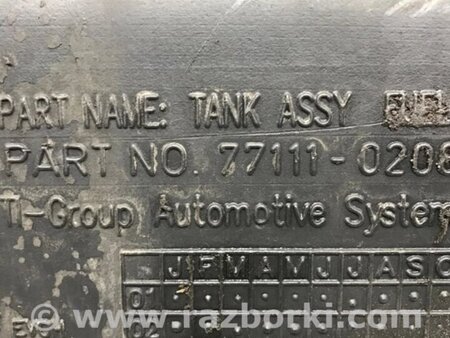 PART NAME: TANK ASSY FUEL
PART NO. 77111-0208
TI-Group Automotive System
J F M A M J J A S O
01
02
www.razborki.com